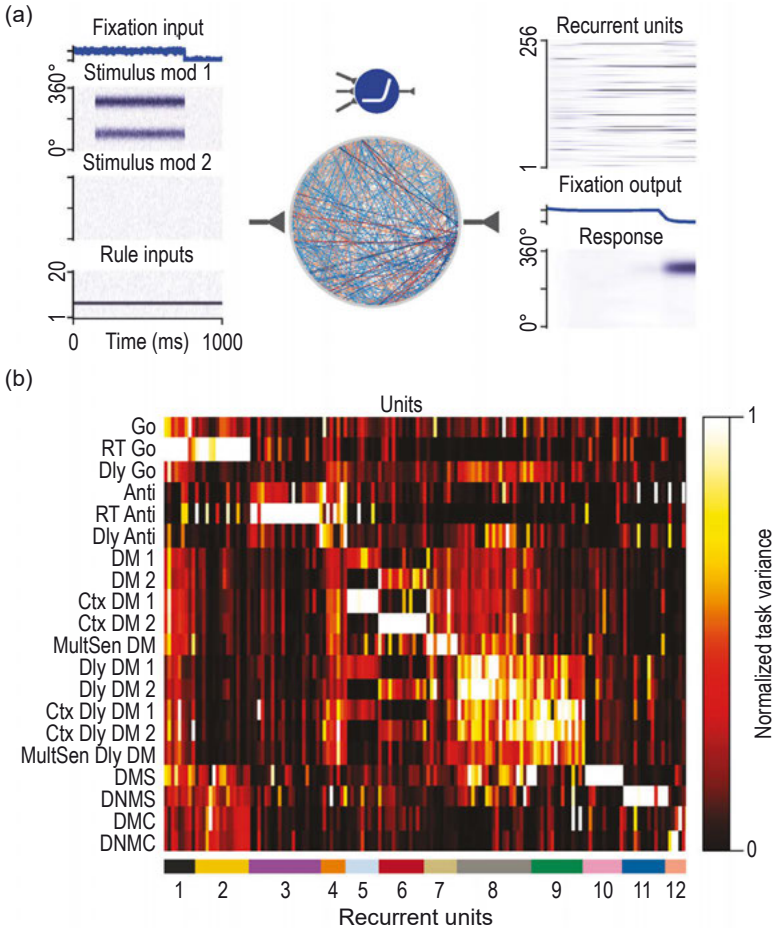 (a)
Fixation input
Stimulus mod 1
360°
0°
Stimulus mod 2
Rule inputs
20
1
0 Time (ms) 1000
Recurrent units
256
1
Fixation output
Response
360°
0°
(b)
Units
Go
RT Go
Dly Go
Anti
RT Anti
Dly Anti
DM 1
DM 2
Ctx DM 1
Ctx DM 2
MultSen DM
Dly DM 1
Dly DM 2
Ctx Dly DM 1
Ctx Dly DM 2
MultSen Dly DM
DMS
DNMS
DMC
DNMC
1
Normalized task variance
0
1 2 3 4 5 6 7 8 9 10 11 12
Recurrent units